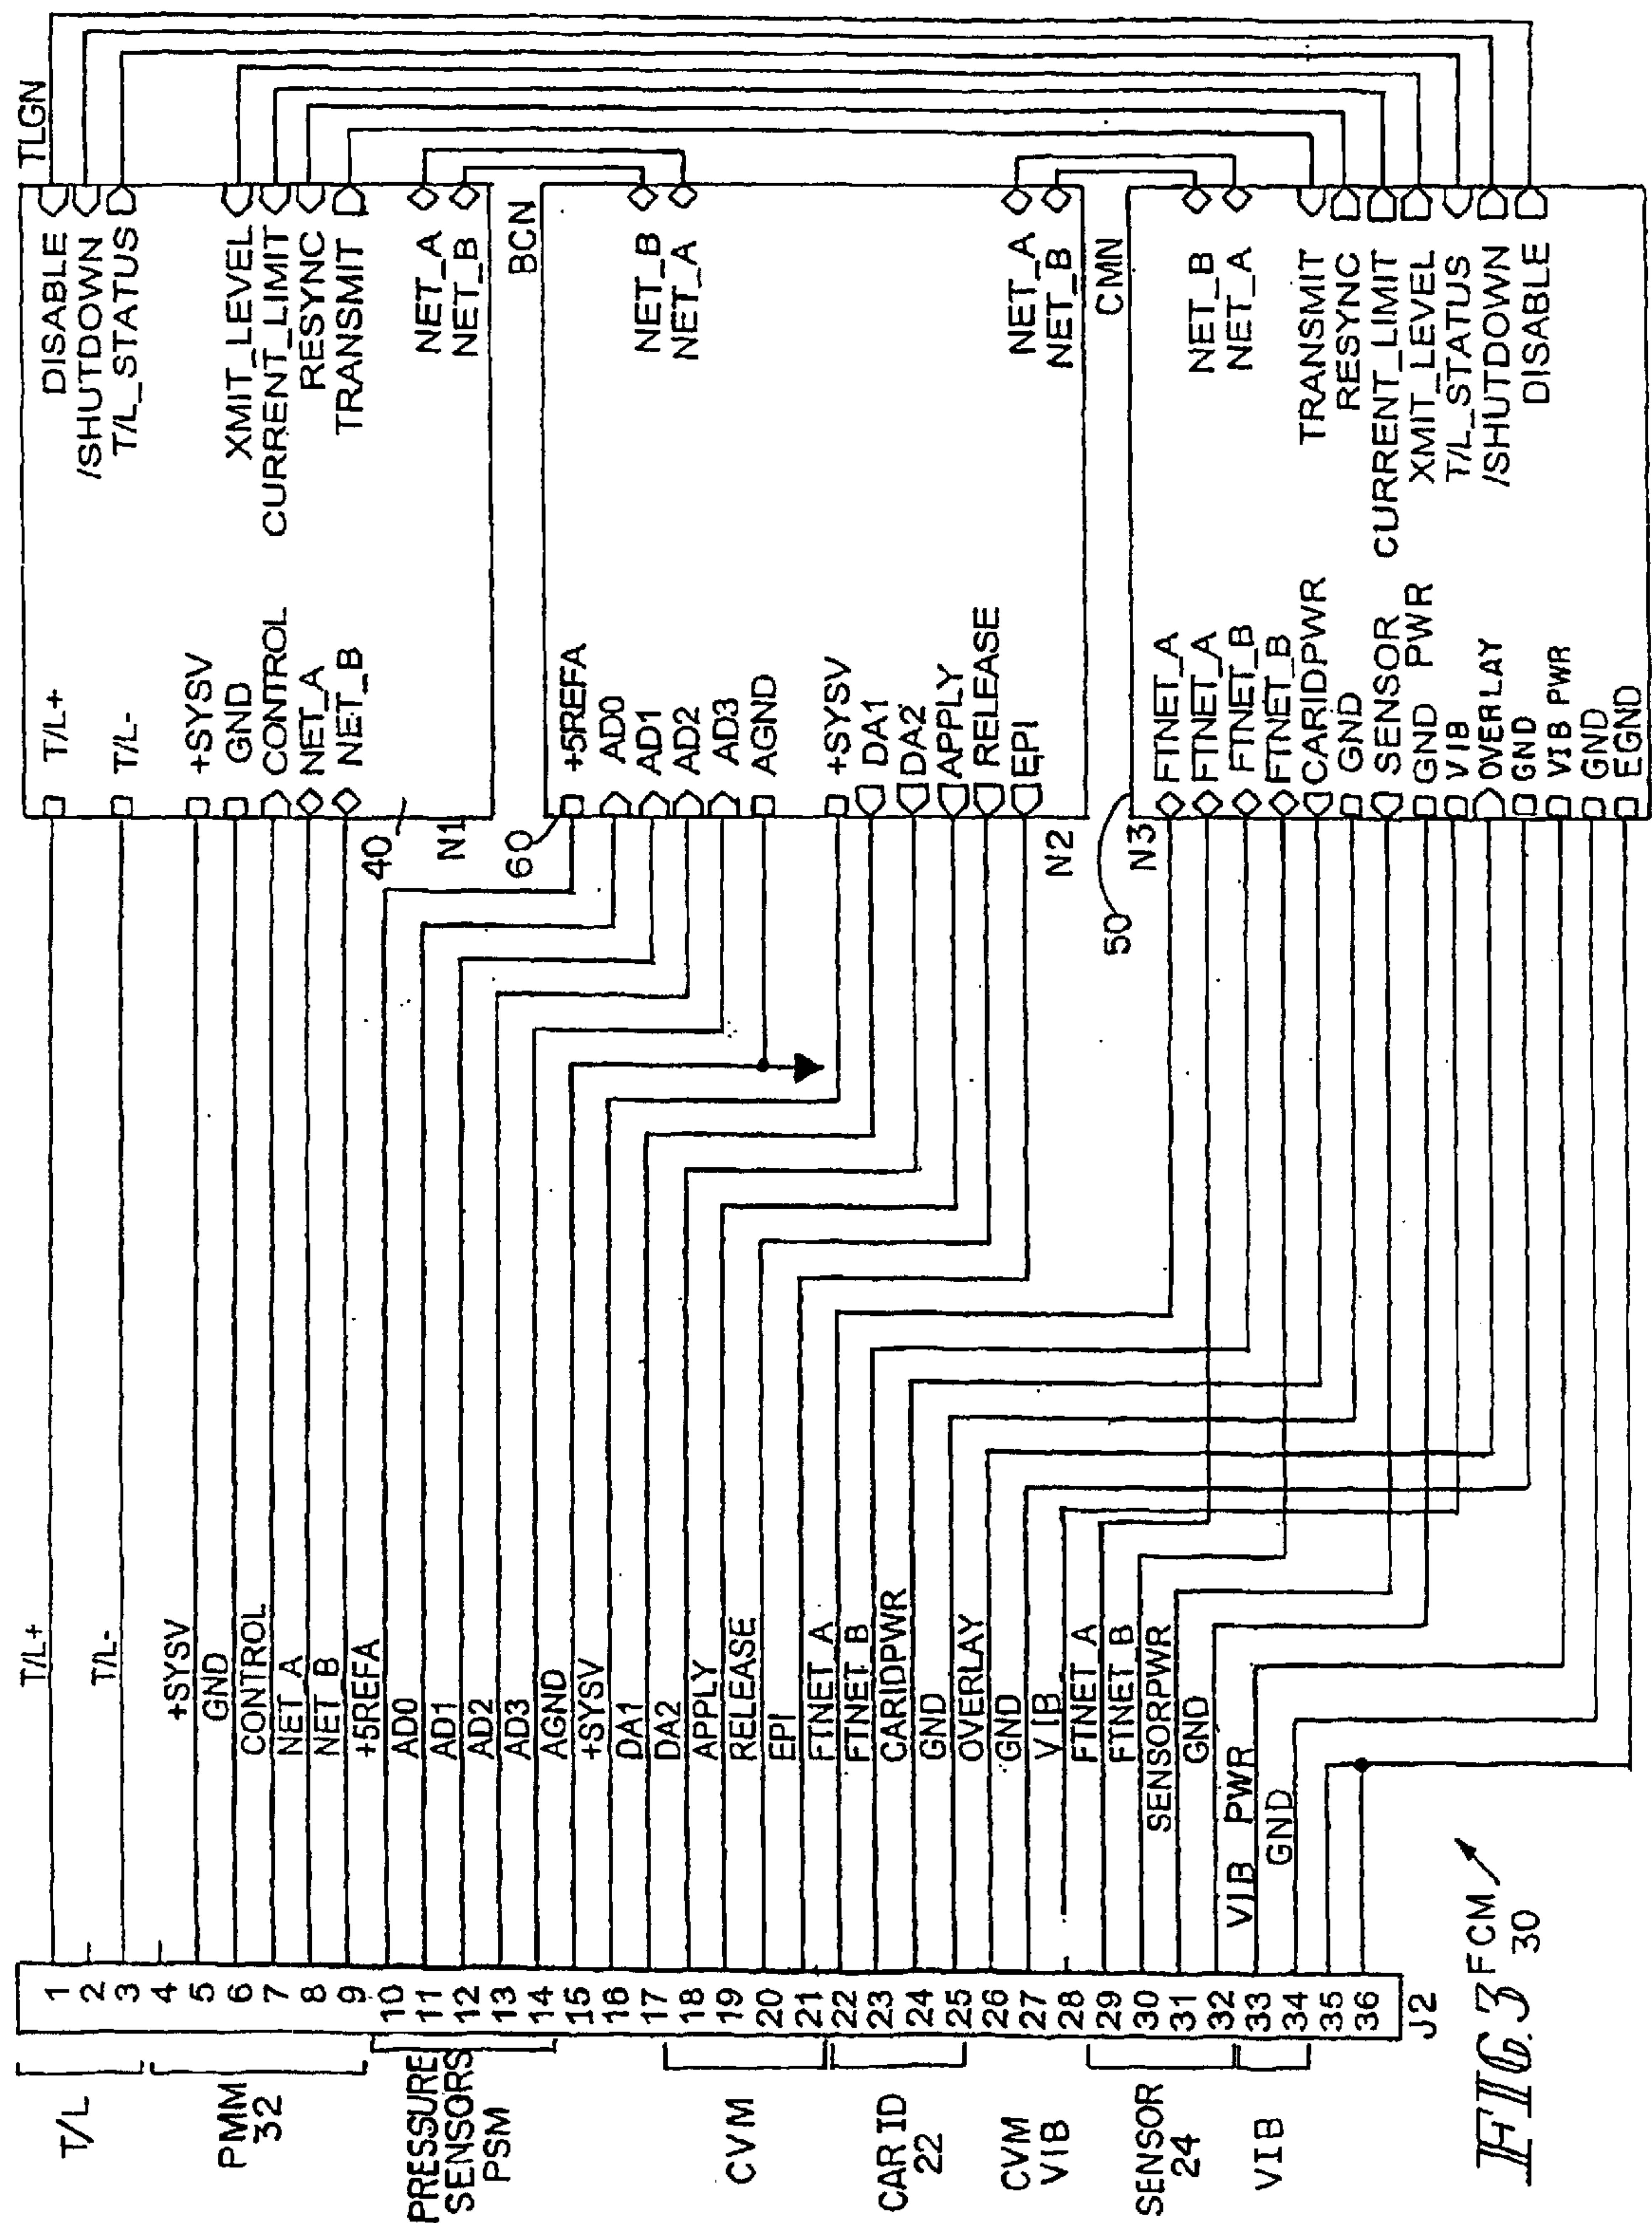 T/L
PMM
32
PRESSURE
SENSORS
PSM
CVM
CAR ID
22
CVM
VIB
SENSOR
24
VIB
1
2
3
4
5
6
7
8
9
10
11
12
13
14
15
16
17
18
19
20
21
22
23
24
25
26
27
28
29
30
31
32
33
34
35
36
J2
T/L+
T/L-
+SYSV
GND
CONTROL
NET_A
NET_B
+5REFA
AD0
AD1
AD2
AD3
AGND
+SYSV
DA1
DA2
APPLY
RELEASE
EPI
FTNET_A
FTNET_B
CARIDPWR
GND
OVERLAY
GND
VIB
FTNET_A
FTNET_B
SENSORPWR
GND
VIB PWR
GND
TLGN
T/L+
T/L-
+SYSV
GND
CONTROL
NET_A
NET_B
DISABLE
/SHUTDOWN
T/L_STATUS
XMIT_LEVEL
CURRENT_LIMIT
RESYNC
TRANSMIT
NET_A
NET_B
40
N1
BCN
60
+5REFA
AD0
AD1
AD2
AD3
AGND
+SYSV
DA1
DA2
APPLY
RELEASE
EPI
NET_B
NET_A
NET_A
NET_B
N2
CMN
50
N3
FTNET_A
FTNET_A
FTNET_B
FTNET_B
CARIDPWR
GND
SENSOR
GND PWR
VIB
OVERLAY
GND
VIB PWR
GND
EGND
NET_B
NET_A
TRANSMIT
RESYNC
CURRENT_LIMIT
XMIT_LEVEL
T/L_STATUS
/SHUTDOWN
DISABLE
FIG. 3
FCM
30